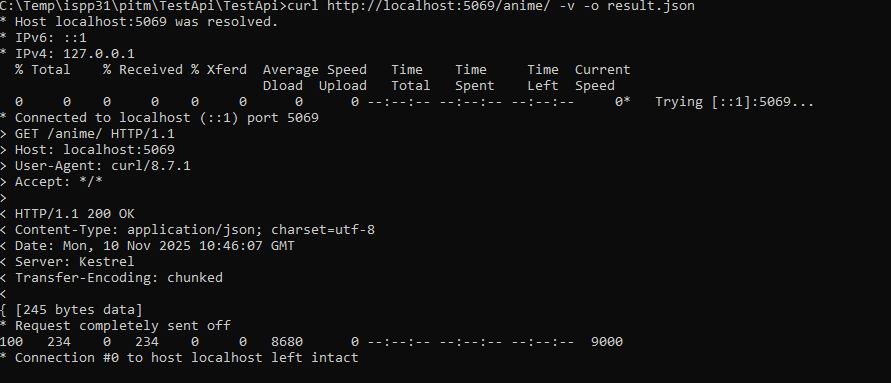 C:\Temp\ispp31\pitm\TestApi\TestApi>curl http://localhost:5069/anime/ -v -o result.json
* Host localhost:5069 was resolved.
* IPv6: ::1
* IPv4: 127.0.0.1
  % Total    % Received % Xferd  Average Speed   Time    Time     Time  Current
                                 Dload  Upload   Total   Spent    Left  Speed
  0     0    0     0    0     0      0      0 --:--:-- --:--:-- --:--:--     0*   Trying [::1]:5069...
* Connected to localhost (::1) port 5069
> GET /anime/ HTTP/1.1
> Host: localhost:5069
> User-Agent: curl/8.7.1
> Accept: */*
>
< HTTP/1.1 200 OK
< Content-Type: application/json; charset=utf-8
< Date: Mon, 10 Nov 2025 10:46:07 GMT
< Server: Kestrel
< Transfer-Encoding: chunked
<
{ [245 bytes data]
* Request completely sent off
100   234    0   234    0     0   8680      0 --:--:-- --:--:-- --:--:--  9000
* Connection #0 to host localhost left intact